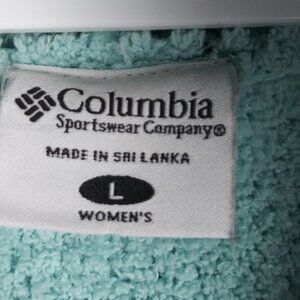 Columbia
Sportswear Company®
MADE IN SRI LANKA
L
WOMEN'S